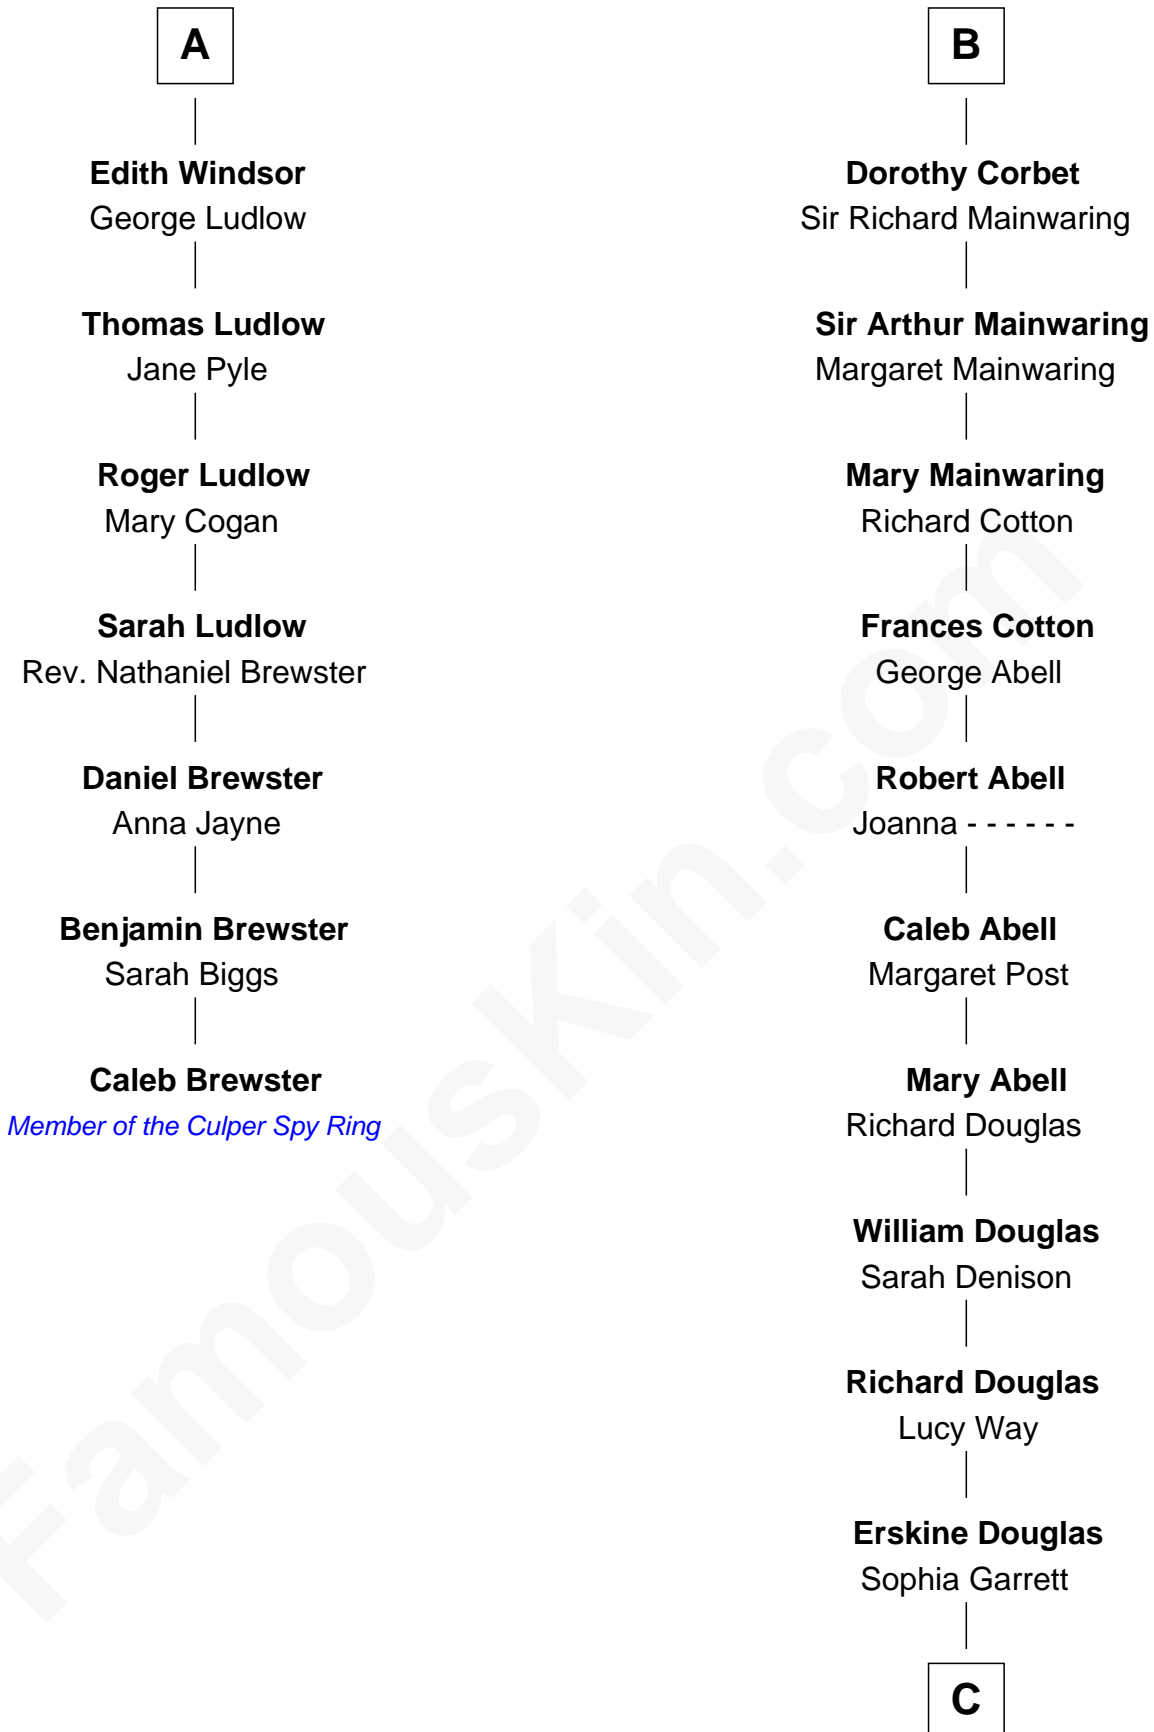 A
Edith Windsor
George Ludlow
Thomas Ludlow
Jane Pyle
Roger Ludlow
Mary Cogan
Sarah Ludlow
Rev. Nathaniel Brewster
Daniel Brewster
Anna Jayne
Benjamin Brewster
Sarah Biggs
Caleb Brewster
Member of the Culper Spy Ring
B
Dorothy Corbet
Sir Richard Mainwaring
Sir Arthur Mainwaring
Margaret Mainwaring
Mary Mainwaring
Richard Cotton
Frances Cotton
George Abell
Robert Abell
Joanna - - - - - -
Caleb Abell
Margaret Post
Mary Abell
Richard Douglas
William Douglas
Sarah Denison
Richard Douglas
Lucy Way
Erskine Douglas
Sophia Garrett
C
FamousKin.com